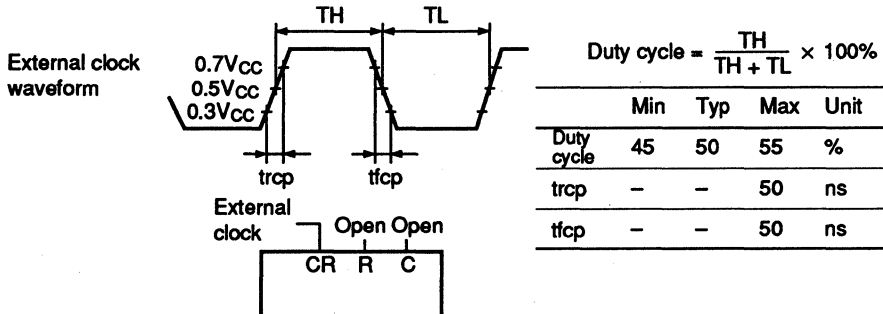 TH TL
External clock
waveform
0.7VCC
0.5VCC
0.3VCC
trcp tfcp
Duty cycle = TH / TH + TL × 100%
Min Typ Max Unit
Duty cycle 45 50 55 %
trcp – – 50 ns
tfcp – – 50 ns
External
clock
Open Open
CR R C